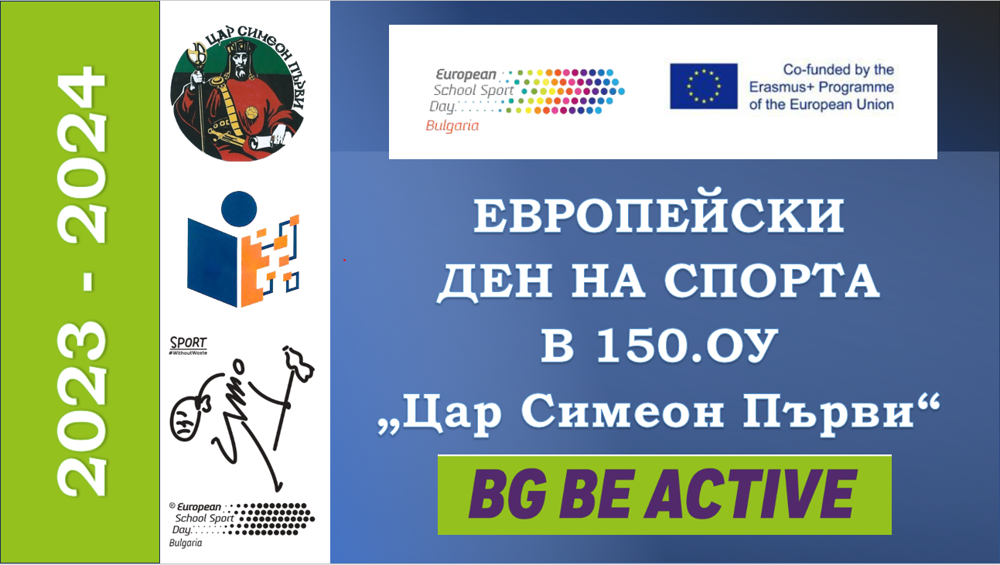 2023 - 2024
ЦАР СИМЕОН ПЪРВИ
SPORT
#WithoutWaste
® European
School Sport
Day
Bulgaria
European
School Sport
Day
Bulgaria
Co-funded by the
Erasmus+ Programme
of the European Union
ЕВРОПЕЙСКИ
ДЕН НА СПОРТА
В 150.ОУ
„Цар Симеон Първи“
BG BE ACTIVE